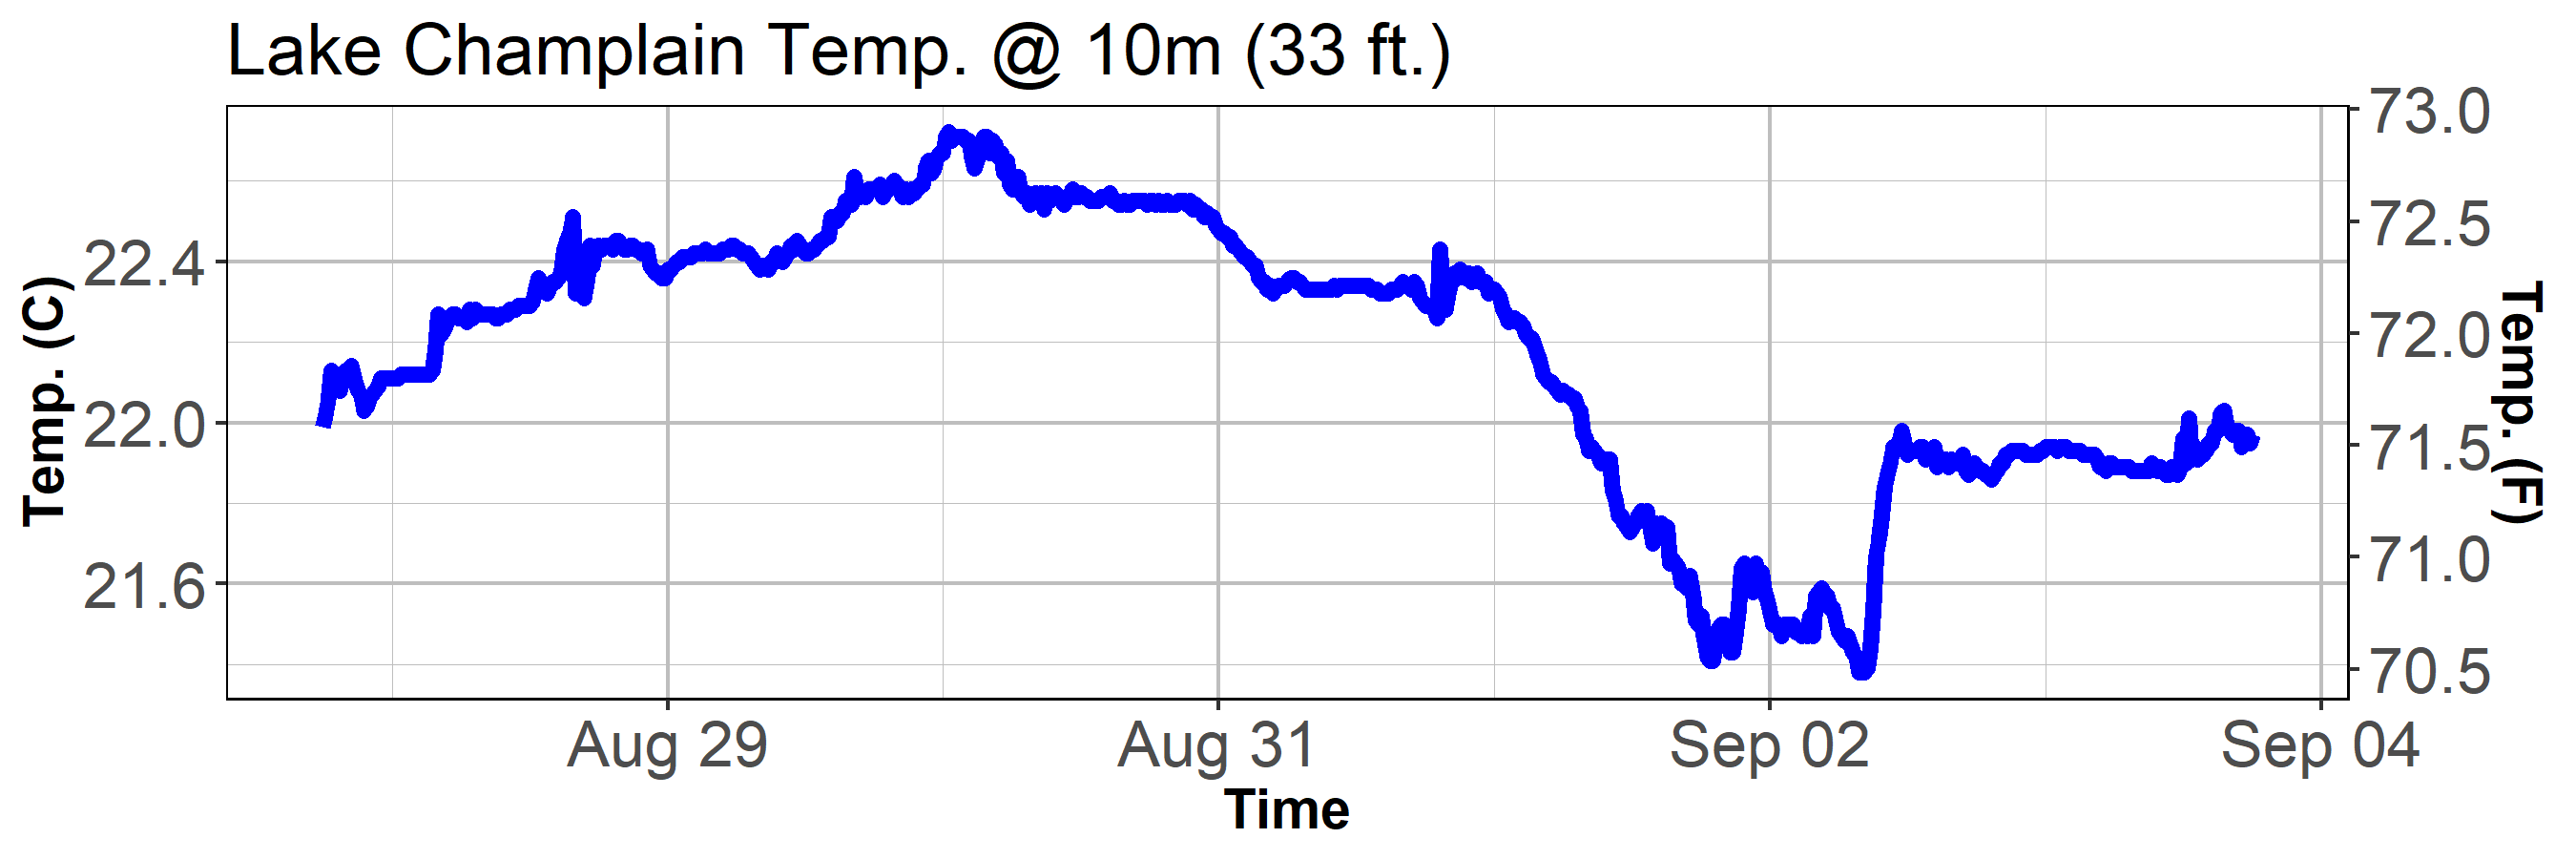 Lake Champlain Temp. @ 10m (33 ft.)
Temp. (C)
22.4
22.0
21.6
73.0
72.5
72.0
71.5
71.0
70.5
Temp. (F)
Aug 29
Aug 31
Sep 02
Sep 04
Time